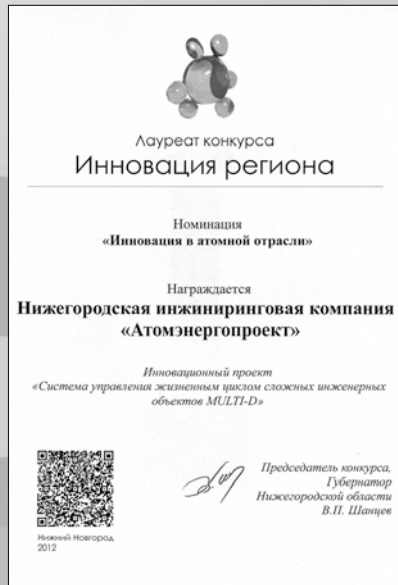 Лауреат конкурса
Инновация региона
Номинация
«Инновация в атомной отрасли»
Награждается
Нижегородская инжиниринговая компания
«Атомэнергопроект»
Инновационный проект
«Система управления жизненным циклом сложных инженерных
объектов MULTI-D»
Председатель конкурса,
Губернатор
Нижегородской области
В.П. Шанцев
Нижний Новгород
2012